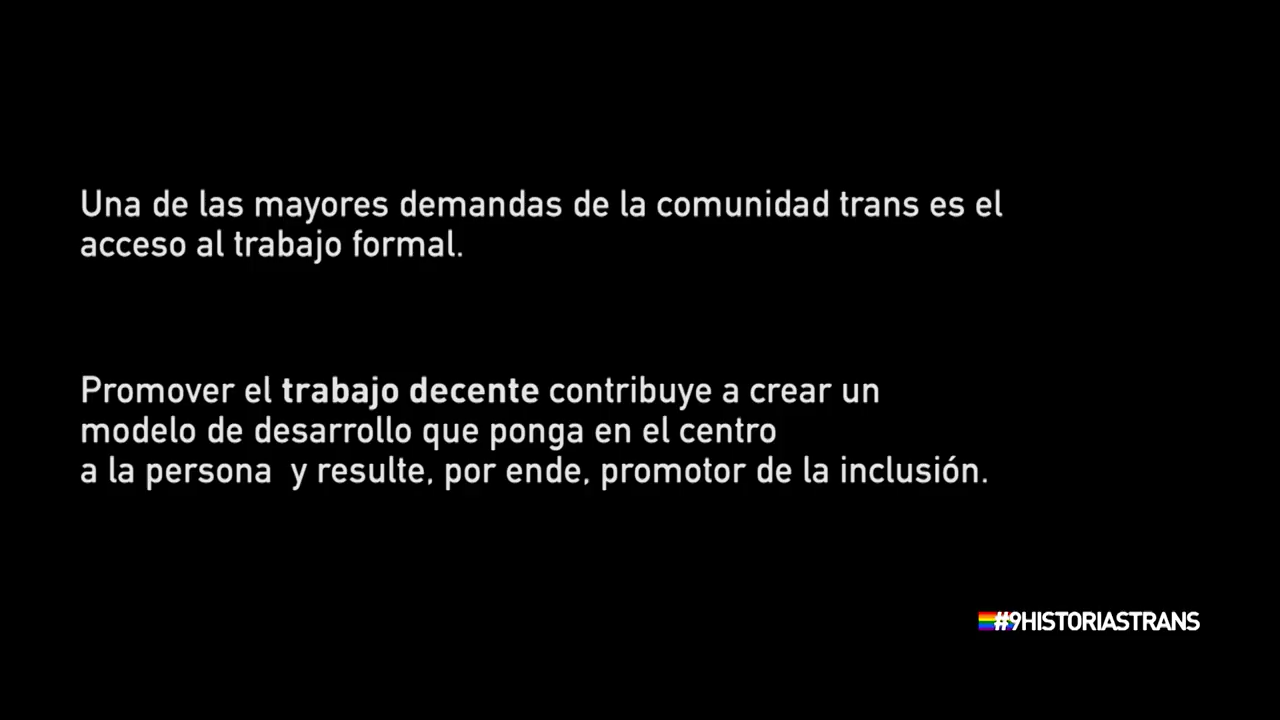 Una de las mayores demandas de la comunidad trans es el
acceso al trabajo formal.
Promover el trabajo decente contribuye a crear un
modelo de desarrollo que ponga en el centro
a la persona  y resulte, por ende, promotor de la inclusión.
#9HISTORIASTRANS